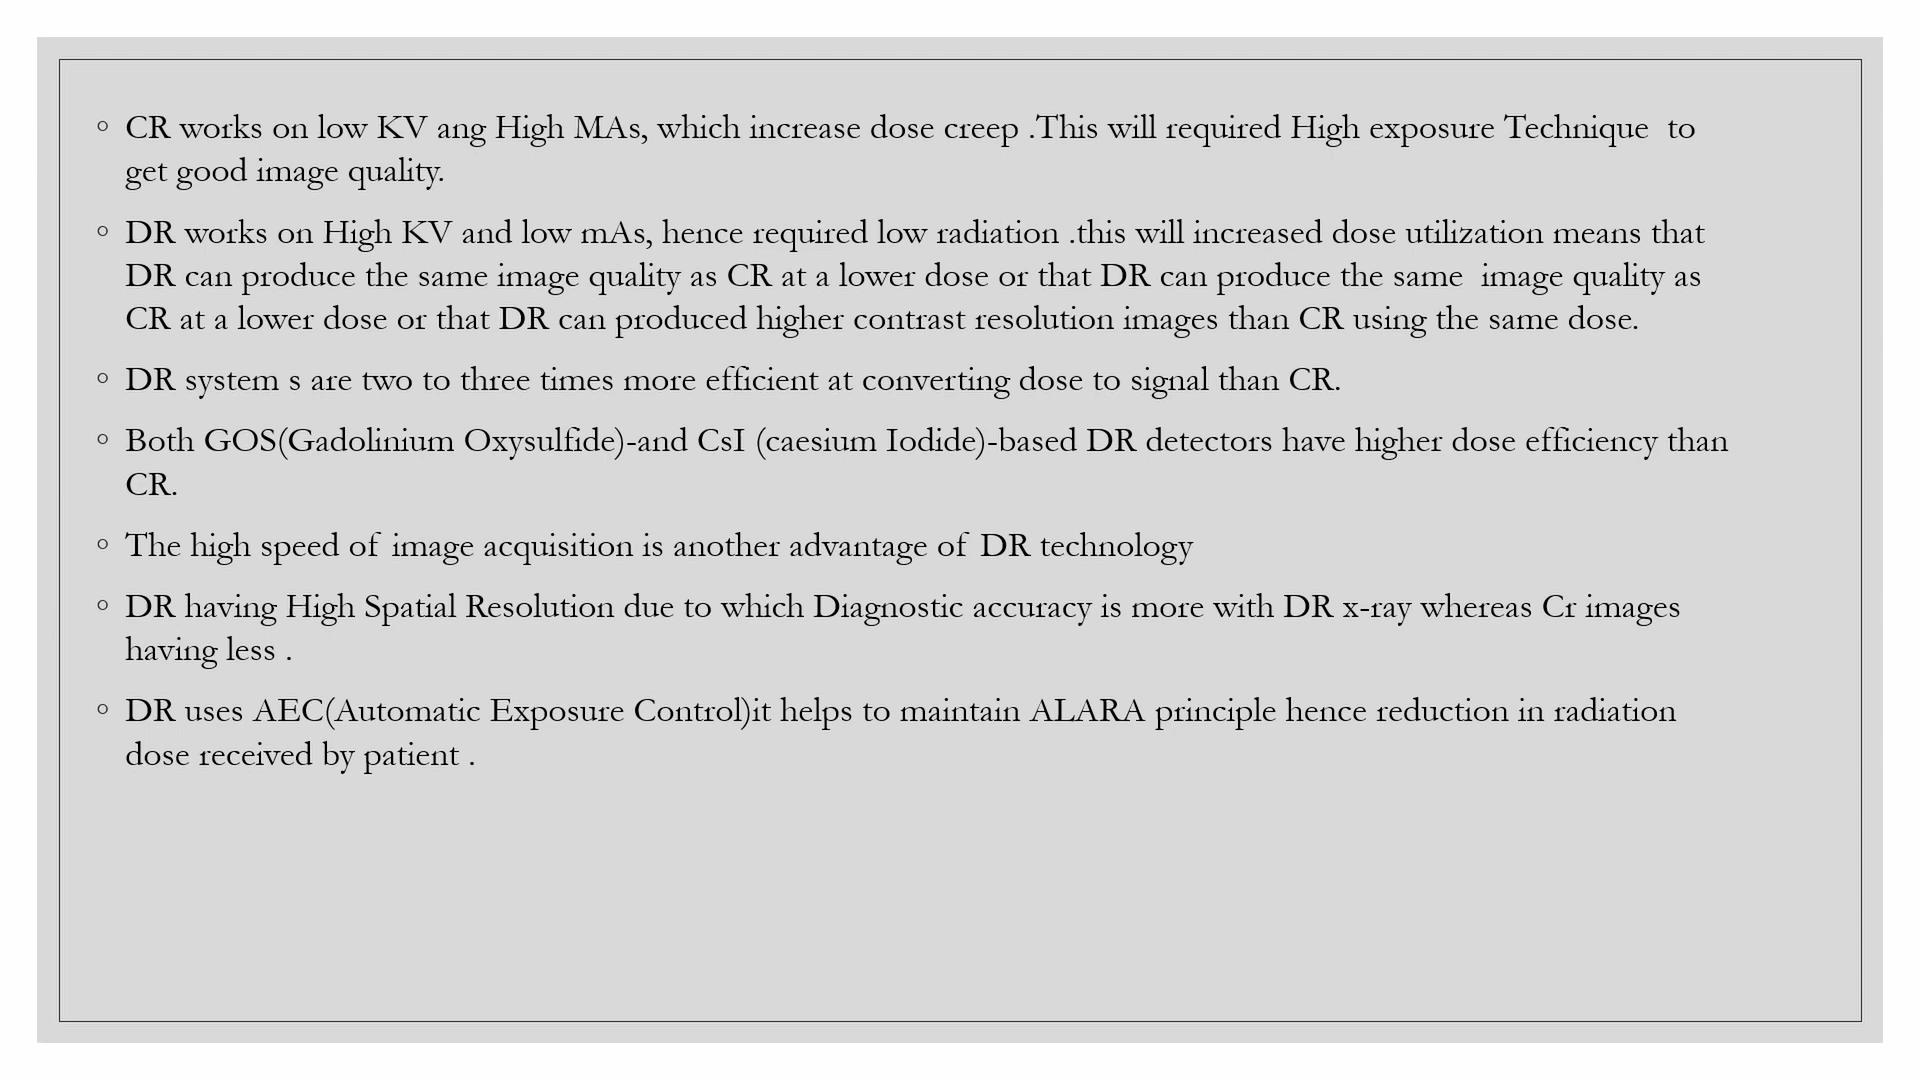 ◦ CR works on low KV ang High MAs, which increase dose creep .This will required High exposure Technique  to
get good image quality.
◦ DR works on High KV and low mAs, hence required low radiation .this will increased dose utilization means that
DR can produce the same image quality as CR at a lower dose or that DR can produce the same  image quality as
CR at a lower dose or that DR can produced higher contrast resolution images than CR using the same dose.
◦ DR system s are two to three times more efficient at converting dose to signal than CR.
◦ Both GOS(Gadolinium Oxysulfide)-and CsI (caesium Iodide)-based DR detectors have higher dose efficiency than
CR.
◦ The high speed of image acquisition is another advantage of DR technology
◦ DR having High Spatial Resolution due to which Diagnostic accuracy is more with DR x-ray whereas Cr images
having less .
◦ DR uses AEC(Automatic Exposure Control)it helps to maintain ALARA principle hence reduction in radiation
dose received by patient .